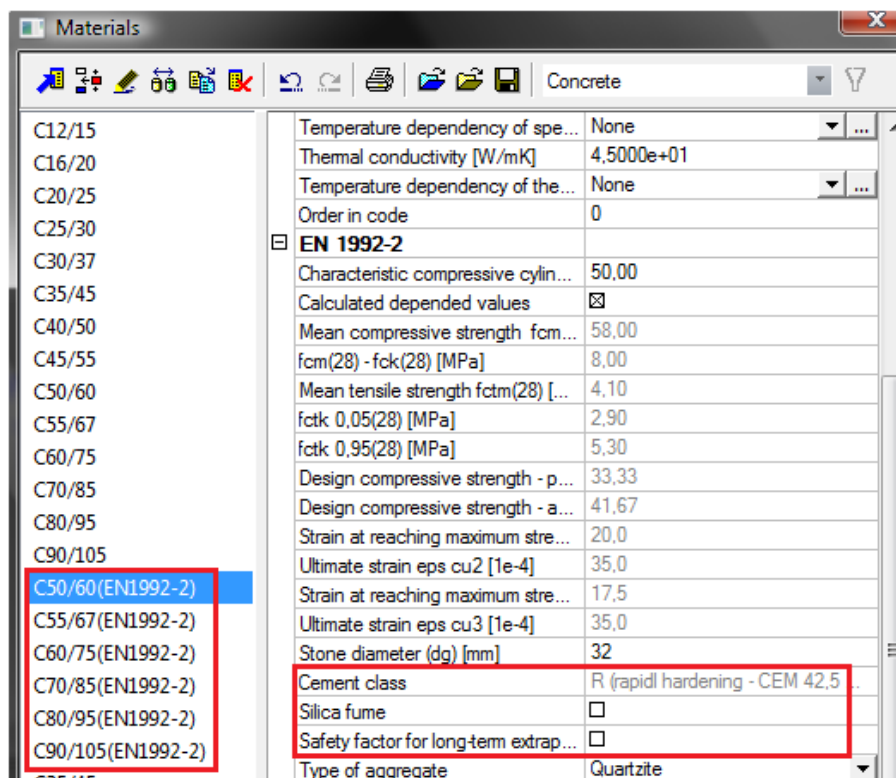 Materials
Concrete
C12/15
C16/20
C20/25
C25/30
C30/37
C35/45
C40/50
C45/55
C50/60
C55/67
C60/75
C70/85
C80/95
C90/105
C50/60(EN1992-2)
C55/67(EN1992-2)
C60/75(EN1992-2)
C70/85(EN1992-2)
C80/95(EN1992-2)
C90/105(EN1992-2)
Temperature dependency of spe... None ...
Thermal conductivity [W/mK] 4,5000e+01
Temperature dependency of the... None ...
Order in code 0
EN 1992-2
Characteristic compressive cylin... 50,00
Calculated depended values
Mean compressive strength fcm... 58,00
fcm(28) - fck(28) [MPa] 8,00
Mean tensile strength fctm(28) [... 4,10
fctk 0,05(28) [MPa] 2,90
fctk 0,95(28) [MPa] 5,30
Design compressive strength - p... 33,33
Design compressive strength - a... 41,67
Strain at reaching maximum stre... 20,0
Ultimate strain eps cu2 [1e-4] 35,0
Strain at reaching maximum stre... 17,5
Ultimate strain eps cu3 [1e-4] 35,0
Stone diameter (dg) [mm] 32
Cement class R (rapidl hardening - CEM 42,5 ...
Silica fume
Safety factor for long-term extrap...
Type of aggregate Quartzite